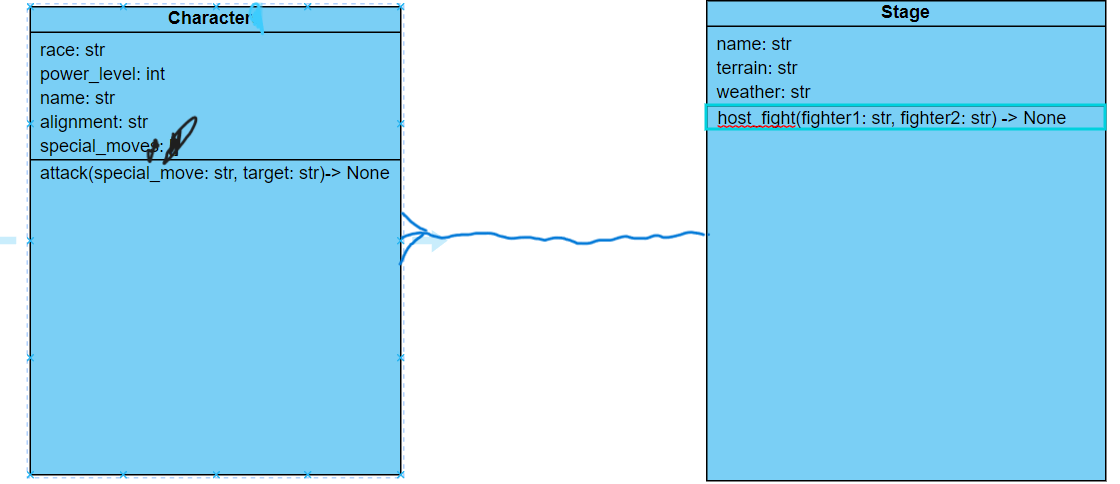 Character
race: str
power_level: int
name: str
alignment: str
special_moves:
attack(special_move: str, target: str)-> None
Stage
name: str
terrain: str
weather: str
host_fight(fighter1: str, fighter2: str) -> None